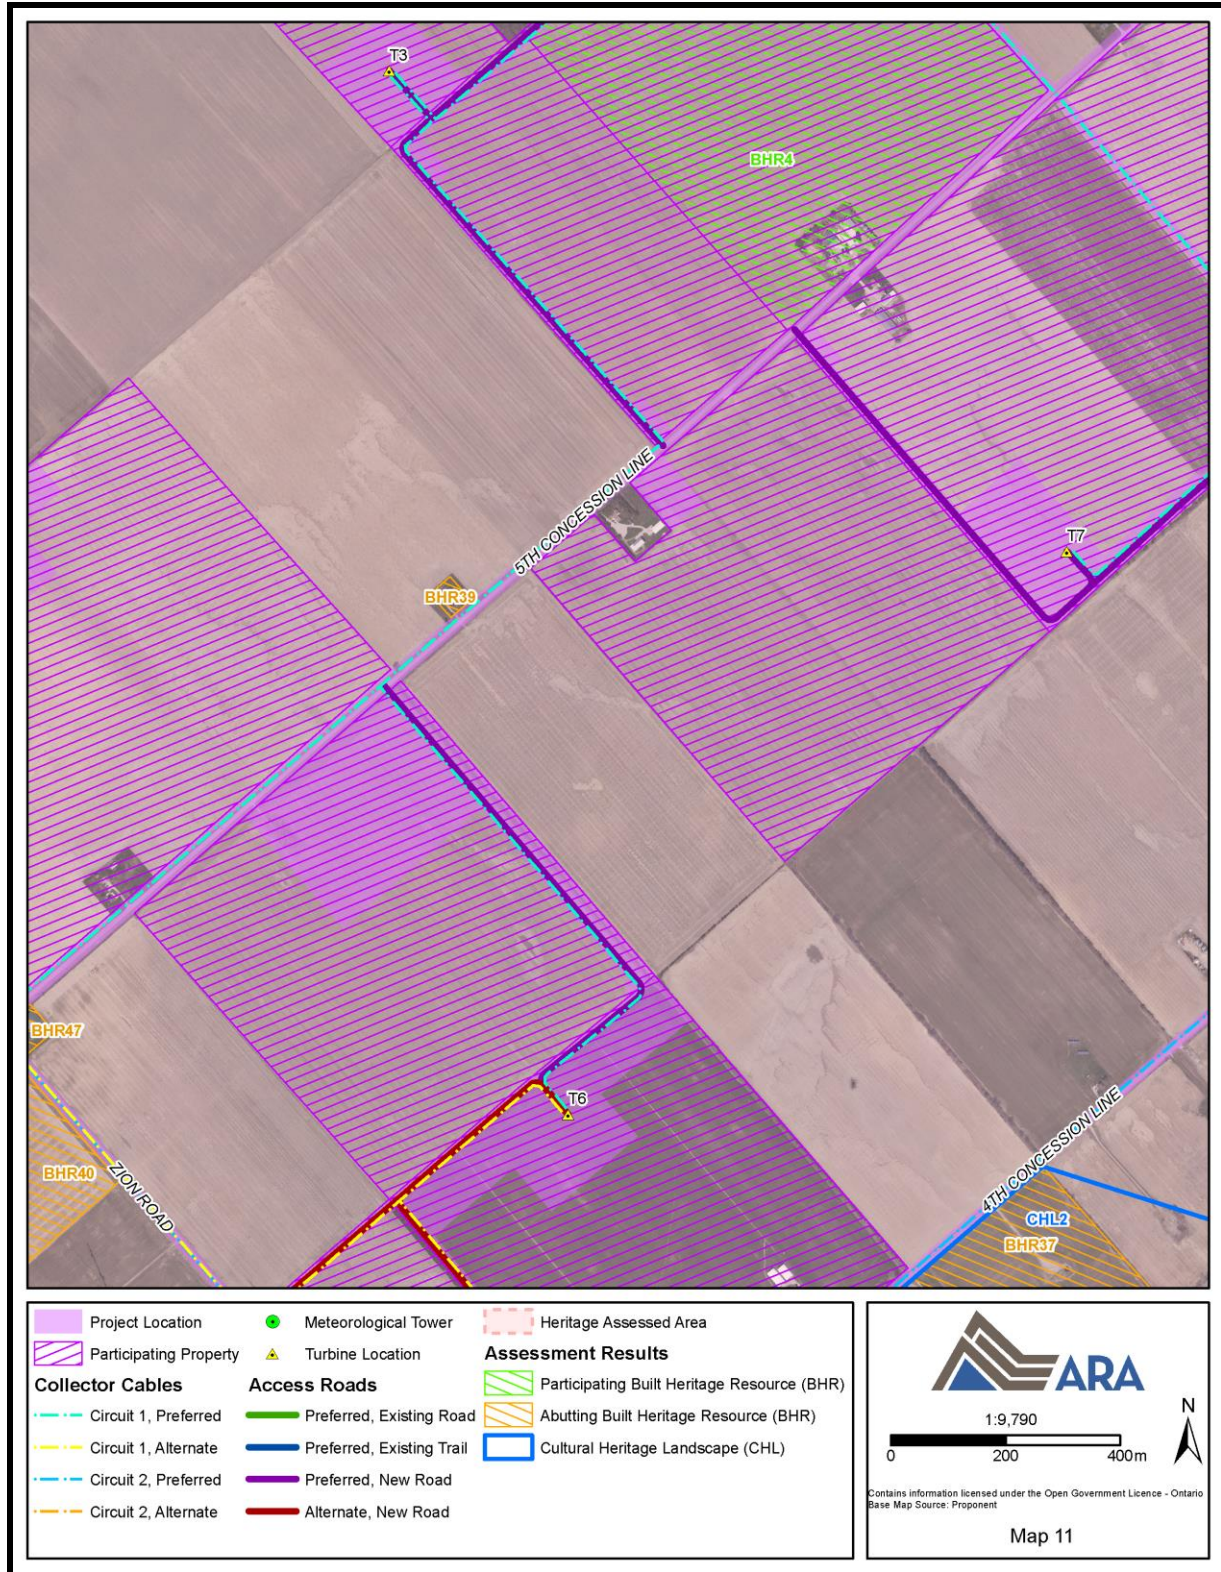 T3
BHR4
5TH CONCESSION LINE
T7
BHR39
BHR47
T6
BHR40
ZION ROAD
4TH CONCESSION LINE
CHL2
BHR37
Project Location
Participating Property
Collector Cables
Circuit 1, Preferred
Circuit 1, Alternate
Circuit 2, Preferred
Circuit 2, Alternate
Meteorological Tower
Turbine Location
Access Roads
Preferred, Existing Road
Preferred, Existing Trail
Preferred, New Road
Alternate, New Road
Heritage Assessed Area
Assessment Results
Participating Built Heritage Resource (BHR)
Abutting Built Heritage Resource (BHR)
Cultural Heritage Landscape (CHL)
ARA
N
1:9,790
0 200 400m
Contains information licensed under the Open Government Licence - Ontario
Base Map Source: Proponent
Map 11